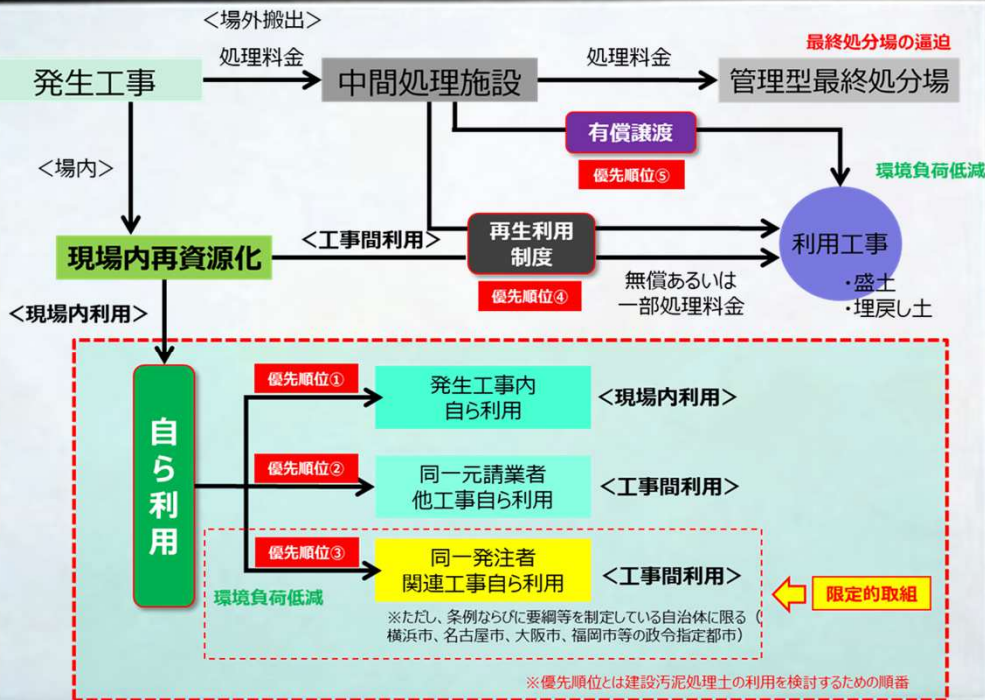 <場外搬出>
最終処分場の逼迫
発生工事
処理料金
中間処理施設
処理料金
管理型最終処分場
有償譲渡
優先順位⑤
環境負荷低減
<場内>
現場内再資源化
<工事間利用>
再生利用
制度
優先順位④
無償あるいは
一部処理料金
利用工事
・盛土
・埋戻し土
<現場内利用>
自ら利用
優先順位①
発生工事内
自ら利用
<現場内利用>
優先順位②
同一元請業者
他工事自ら利用
<工事間利用>
優先順位③
同一発注者
関連工事自ら利用
<工事間利用>
環境負荷低減
限定的取組
※ただし、条例ならびに要綱等を制定している自治体に限る(
横浜市、名古屋市、大阪市、福岡市等の政令指定都市)
※優先順位とは建設汚泥処理土の利用を検討するための順番